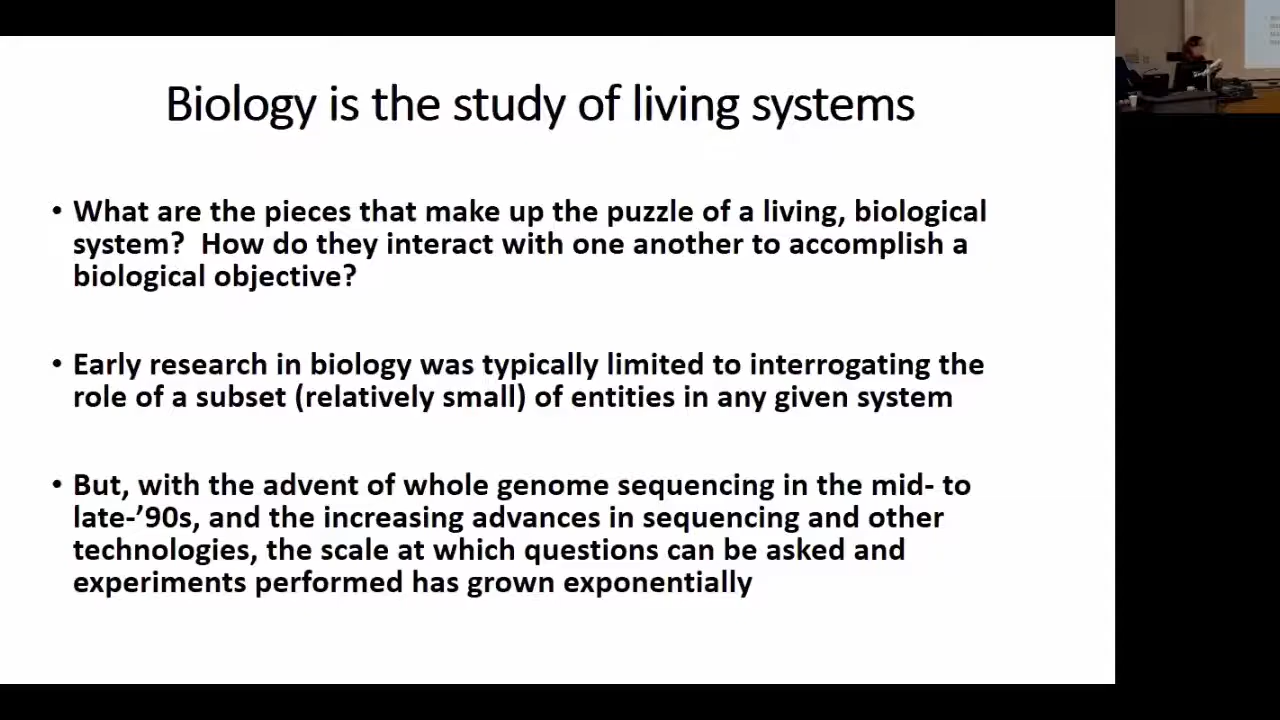 Biology is the study of living systems
• What are the pieces that make up the puzzle of a living, biological
system?  How do they interact with one another to accomplish a
biological objective?
• Early research in biology was typically limited to interrogating the
role of a subset (relatively small) of entities in any given system
• But, with the advent of whole genome sequencing in the mid- to
late-’90s, and the increasing advances in sequencing and other
technologies, the scale at which questions can be asked and
experiments performed has grown exponentially